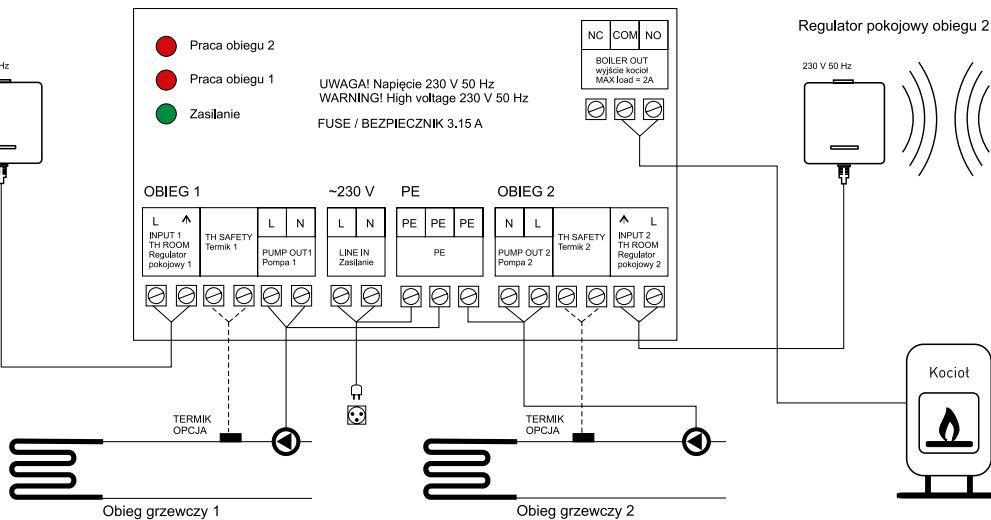 Praca obiegu 2
Praca obiegu 1
Zasilanie
UWAGA! Napięcie 230 V 50 Hz
WARNING! High voltage 230 V 50 Hz
FUSE / BEZPIECZNIK 3.15 A
NC COM NO
BOILER OUT
wyjście kocioł
MAX load = 2A
Regulator pokojowy obiegu 2
Hz
230 V 50 Hz
OBIEG 1
~230 V
PE
OBIEG 2
L
INPUT 1
TH ROOM
Regulator
pokojowy 1
TH SAFETY
Termik 1
L N
PUMP OUT1
Pompa 1
L N
LINE IN
Zasilanie
PE PE PE
PE
N L
PUMP OUT 2
Pompa 2
TH SAFETY
Termik 2
L
INPUT 2
TH ROOM
Regulator
pokojowy 2
TERMIK
OPCJA
TERMIK
OPCJA
Kocioł
Obieg grzewczy 1
Obieg grzewczy 2